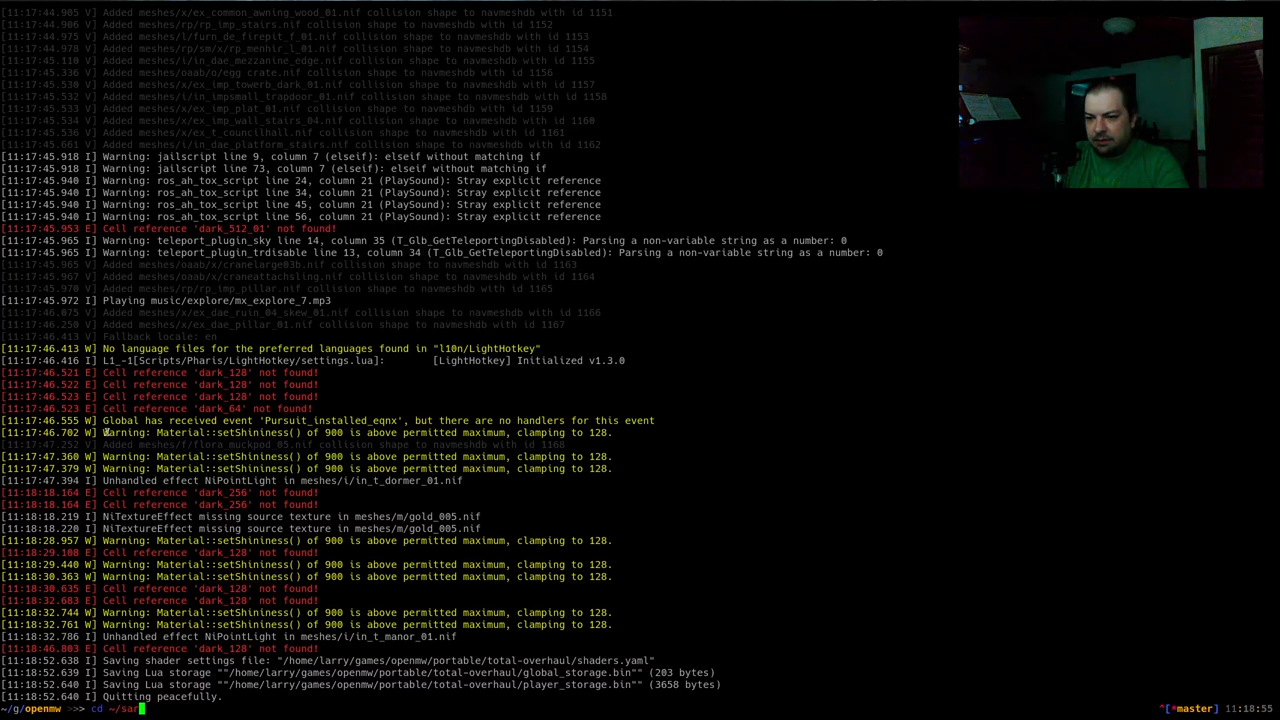 [11:17:44.905 V] Added meshes/x/ex_common_awning_wood_01.nif collision shape to navmeshdb with id 1151
[11:17:44.906 V] Added meshes/rp/rp_imp_stairs.nif collision shape to navmeshdb with id 1152
[11:17:44.975 V] Added meshes/l/furn_de_firepit_f_01.nif collision shape to navmeshdb with id 1153
[11:17:44.978 V] Added meshes/rp/sm/x/rp_menhir_l_01.nif collision shape to navmeshdb with id 1154
[11:17:45.110 V] Added meshes/i/in_dae_mezzanine_edge.nif collision shape to navmeshdb with id 1155
[11:17:45.336 V] Added meshes/oaab/o/egg_crate.nif collision shape to navmeshdb with id 1156
[11:17:45.530 V] Added meshes/x/ex_imp_towerb_dark_01.nif collision shape to navmeshdb with id 1157
[11:17:45.532 V] Added meshes/i/in_impsmall_trapdoor_01.nif collision shape to navmeshdb with id 1158
[11:17:45.533 V] Added meshes/x/ex_imp_plat_01.nif collision shape to navmeshdb with id 1159
[11:17:45.534 V] Added meshes/x/ex_imp_wall_stairs_04.nif collision shape to navmeshdb with id 1160
[11:17:45.536 V] Added meshes/x/ex_t_councilhall.nif collision shape to navmeshdb with id 1161
[11:17:45.661 V] Added meshes/i/in_dae_platform_stairs.nif collision shape to navmeshdb with id 1162
[11:17:45.918 I] Warning: jailscript line 9, column 7 (elseif): elseif without matching if
[11:17:45.918 I] Warning: jailscript line 73, column 7 (elseif): elseif without matching if
[11:17:45.940 I] Warning: ros_ah_tox_script line 24, column 21 (PlaySound): Stray explicit reference
[11:17:45.940 I] Warning: ros_ah_tox_script line 34, column 21 (PlaySound): Stray explicit reference
[11:17:45.940 I] Warning: ros_ah_tox_script line 45, column 21 (PlaySound): Stray explicit reference
[11:17:45.940 I] Warning: ros_ah_tox_script line 56, column 21 (PlaySound): Stray explicit reference
[11:17:45.953 E] Cell reference 'dark_512_01' not found!
[11:17:45.965 I] Warning: teleport_plugin_sky line 14, column 35 (T_Glb_GetTeleportingDisabled): Parsing a non-variable string as a number: 0
[11:17:45.965 I] Warning: teleport_plugin_trdisable line 13, column 34 (T_Glb_GetTeleportingDisabled): Parsing a non-variable string as a number: 0
[11:17:45.965 V] Added meshes/oaab/x/cranelarge03b.nif collision shape to navmeshdb with id 1163
[11:17:45.967 V] Added meshes/oaab/x/craneattachsling.nif collision shape to navmeshdb with id 1164
[11:17:45.970 V] Added meshes/rp/rp_imp_pillar.nif collision shape to navmeshdb with id 1165
[11:17:45.972 I] Playing music/explore/mx_explore_7.mp3
[11:17:46.075 V] Added meshes/x/ex_dae_ruin_04_skew_01.nif collision shape to navmeshdb with id 1166
[11:17:46.250 V] Added meshes/x/ex_dae_pillar_01.nif collision shape to navmeshdb with id 1167
[11:17:46.413 V] Fallback locale: en
[11:17:46.413 W] No language files for the preferred languages found in "l10n/LightHotkey"
[11:17:46.416 I] L1_-1[Scripts/Pharis/LightHotkey/settings.lua]: [LightHotkey] Initialized v1.3.0
[11:17:46.521 E] Cell reference 'dark_128' not found!
[11:17:46.522 E] Cell reference 'dark_128' not found!
[11:17:46.523 E] Cell reference 'dark_128' not found!
[11:17:46.523 E] Cell reference 'dark_64' not found!
[11:17:46.555 W] Global has received event 'Pursuit_installed_eqnx', but there are no handlers for this event
[11:17:46.702 W] Warning: Material::setShininess() of 900 is above permitted maximum, clamping to 128.
[11:17:47.252 V] Added meshes/f/flora_muckpod_05.nif collision shape to navmeshdb with id 1168
[11:17:47.360 W] Warning: Material::setShininess() of 900 is above permitted maximum, clamping to 128.
[11:17:47.379 W] Warning: Material::setShininess() of 900 is above permitted maximum, clamping to 128.
[11:17:47.394 I] Unhandled effect NiPointLight in meshes/i/in_t_dormer_01.nif
[11:18:18.164 E] Cell reference 'dark_256' not found!
[11:18:18.164 E] Cell reference 'dark_256' not found!
[11:18:18.219 I] NiTextureEffect missing source texture in meshes/m/gold_005.nif
[11:18:18.220 I] NiTextureEffect missing source texture in meshes/m/gold_005.nif
[11:18:28.957 W] Warning: Material::setShininess() of 900 is above permitted maximum, clamping to 128.
[11:18:29.108 E] Cell reference 'dark_128' not found!
[11:18:29.440 W] Warning: Material::setShininess() of 900 is above permitted maximum, clamping to 128.
[11:18:30.363 W] Warning: Material::setShininess() of 900 is above permitted maximum, clamping to 128.
[11:18:30.635 E] Cell reference 'dark_128' not found!
[11:18:32.683 E] Cell reference 'dark_128' not found!
[11:18:32.744 W] Warning: Material::setShininess() of 900 is above permitted maximum, clamping to 128.
[11:18:32.761 W] Warning: Material::setShininess() of 900 is above permitted maximum, clamping to 128.
[11:18:32.786 I] Unhandled effect NiPointLight in meshes/i/in_t_manor_01.nif
[11:18:46.803 E] Cell reference 'dark_128' not found!
[11:18:52.638 I] Saving shader settings file: "/home/larry/games/openmw/portable/total-overhaul/shaders.yaml"
[11:18:52.639 I] Saving Lua storage ""/home/larry/games/openmw/portable/total-overhaul/global_storage.bin"" (203 bytes)
[11:18:52.640 I] Saving Lua storage ""/home/larry/games/openmw/portable/total-overhaul/player_storage.bin"" (3658 bytes)
[11:18:52.640 I] Quitting peacefully.
~/g/openmw >>> cd ~/sar ^[*master] 11:18:55